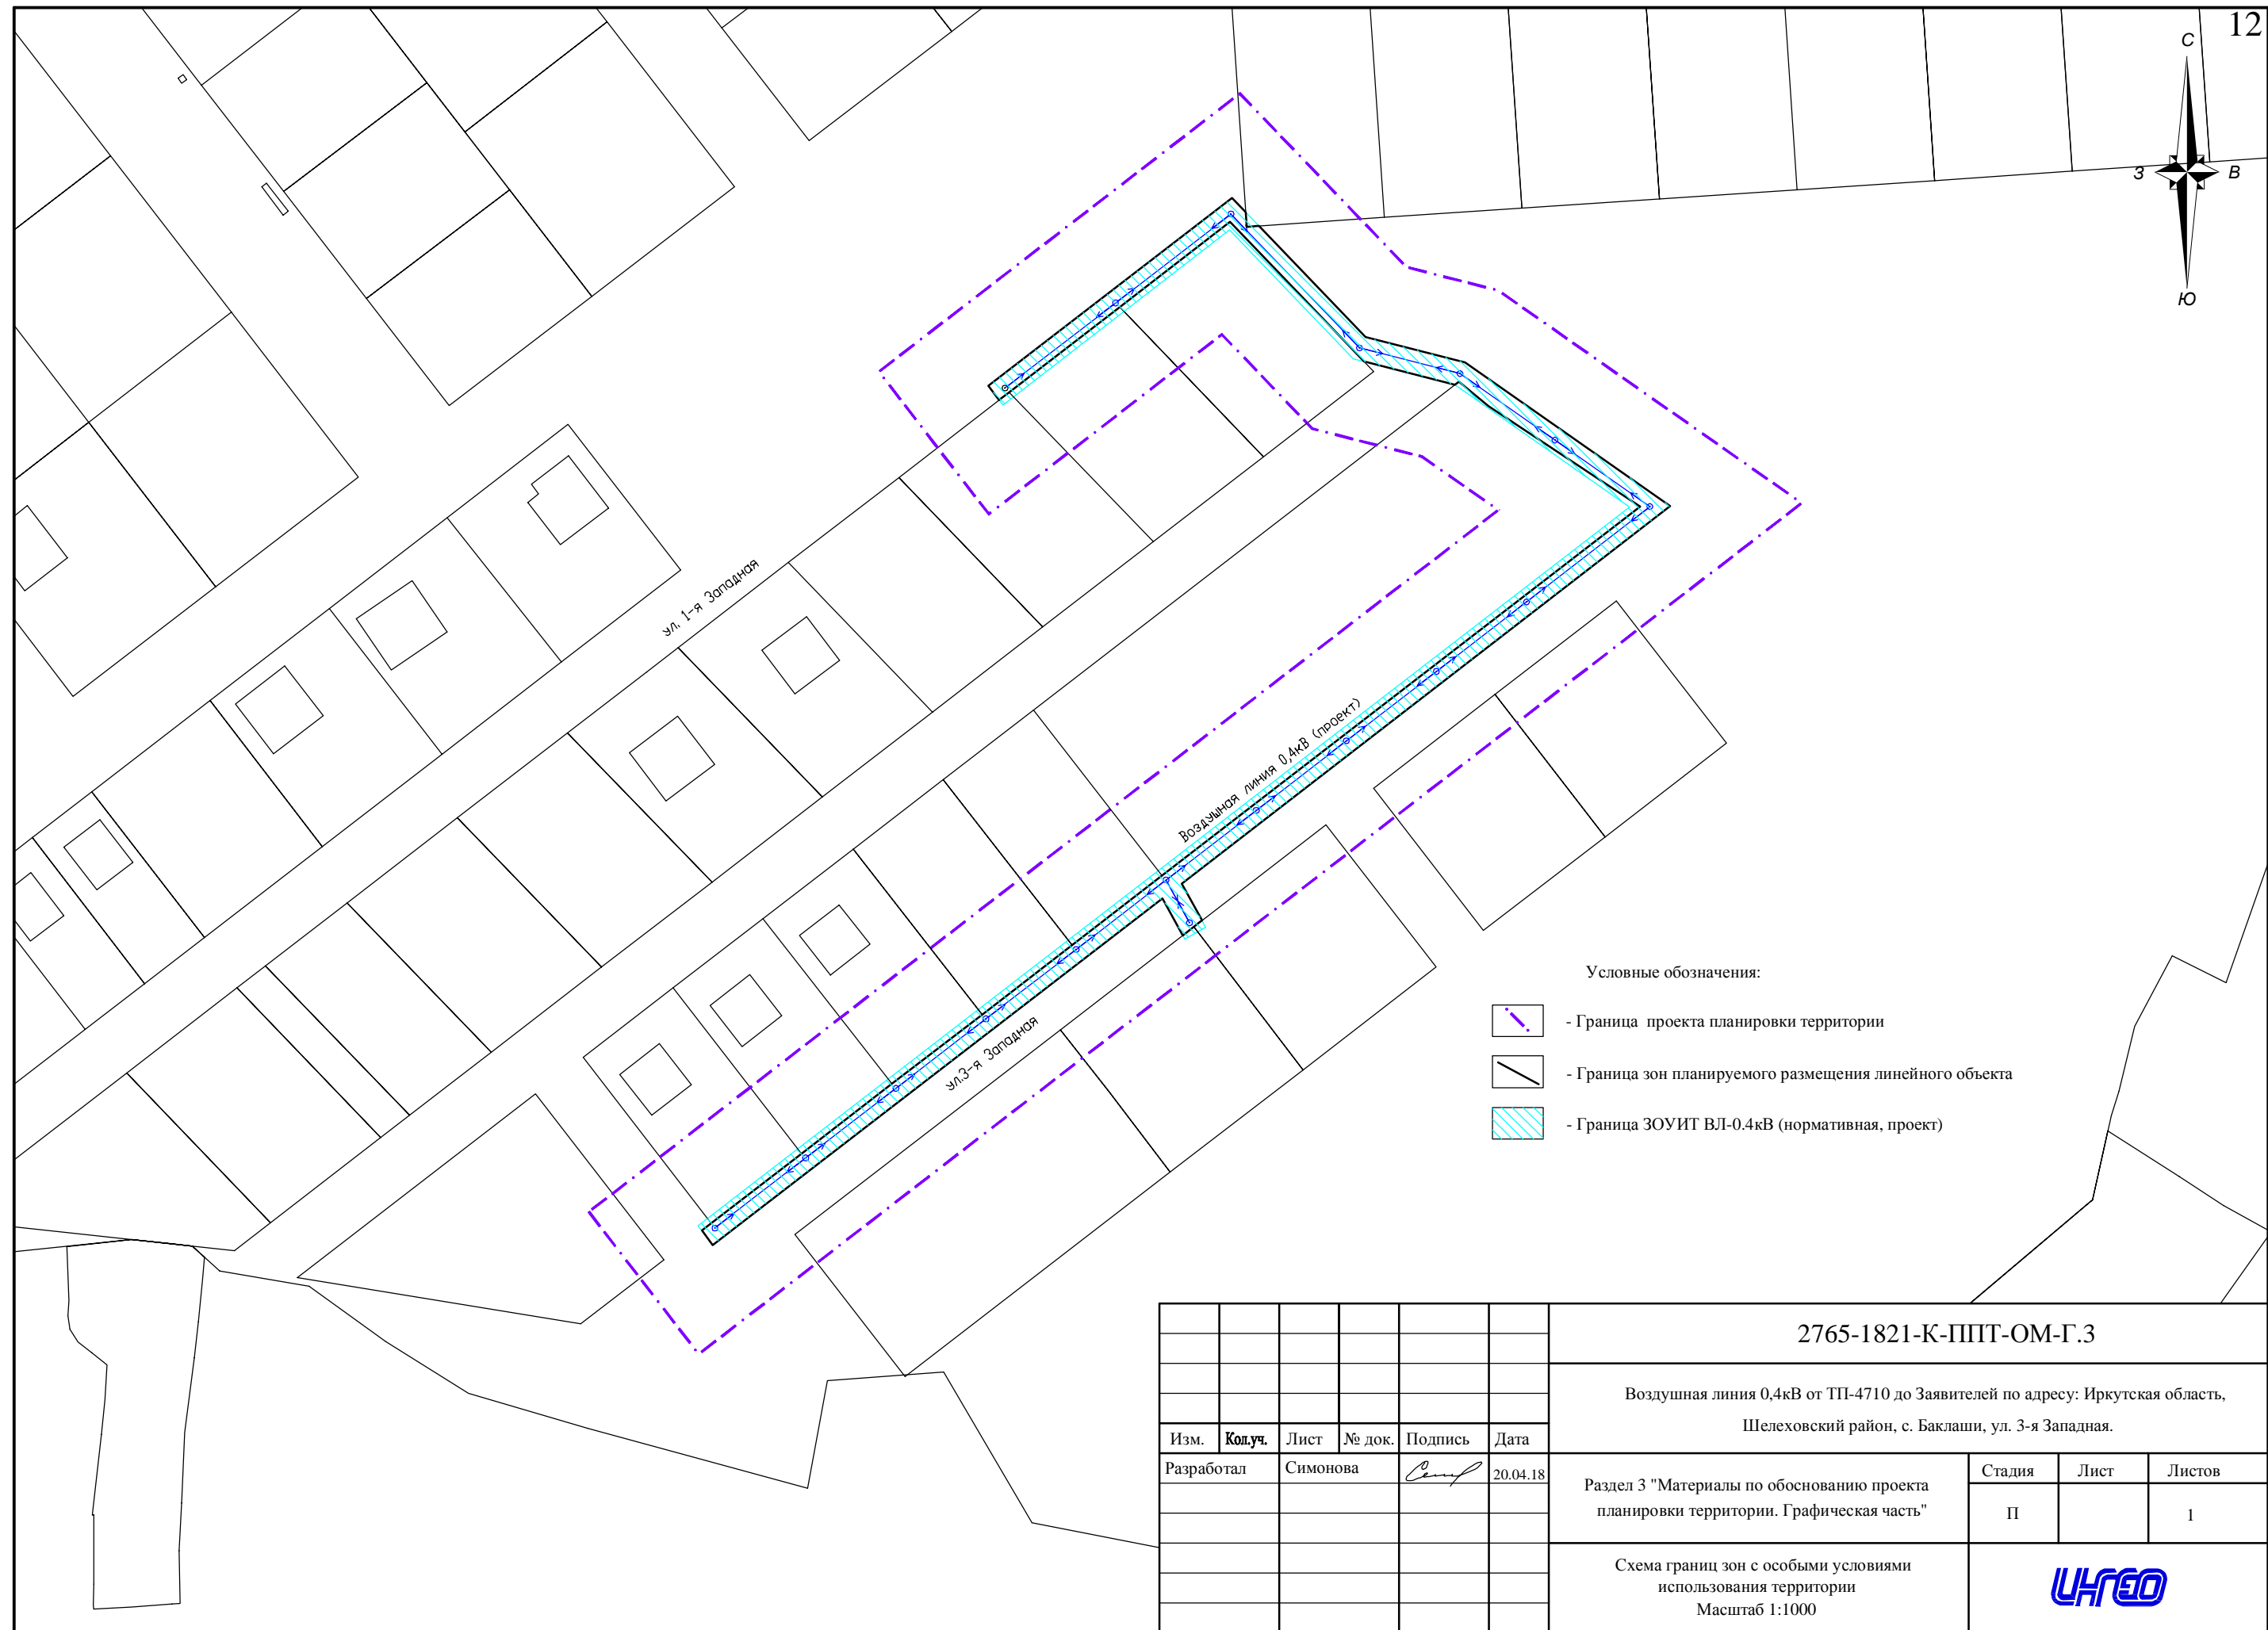 12
С
З
В
Ю
ул. 1-я Западная
Воздушная линия 0,4кВ (проект)
ул.3-я Западная
Условные обозначения:
- Граница проекта планировки территории
- Граница зон планируемого размещения линейного объекта
- Граница ЗОУИТ ВЛ-0.4кВ (нормативная, проект)
2765-1821-К-ППТ-ОМ-Г.3
Воздушная линия 0,4кВ от ТП-4710 до Заявителей по адресу: Иркутская область,
Шелеховский район, с. Баклаши, ул. 3-я Западная.
Изм. Кол.уч. Лист № док. Подпись Дата
Разработал Симонова 20.04.18
Раздел 3 "Материалы по обоснованию проекта
планировки территории. Графическая часть"
Стадия Лист Листов
П 1
Схема границ зон с особыми условиями
использования территории
Масштаб 1:1000
ИНГЕО